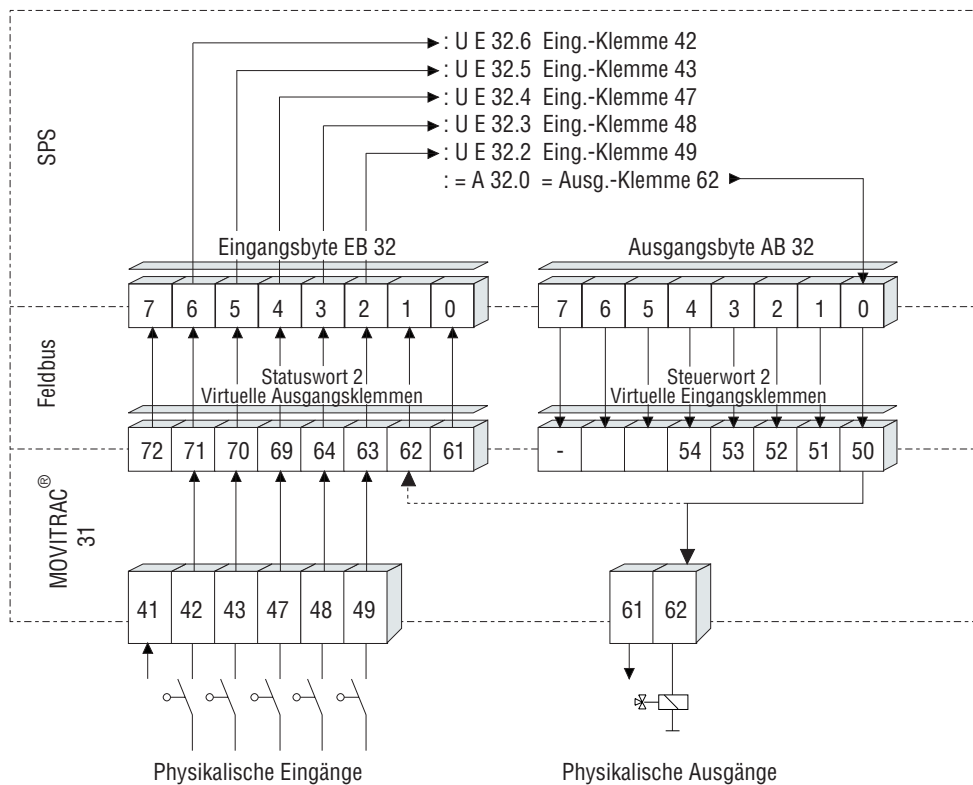 : U E 32.6 Eing.-Klemme 42
: U E 32.5 Eing.-Klemme 43
: U E 32.4 Eing.-Klemme 47
: U E 32.3 Eing.-Klemme 48
: U E 32.2 Eing.-Klemme 49
: = A 32.0 = Ausg.-Klemme 62
SPS
Eingangsbyte EB 32
Ausgangsbyte AB 32
7 6 5 4 3 2 1 0
7 6 5 4 3 2 1 0
Feldbus
Statuswort 2
Virtuelle Ausgangsklemmen
Steuerwort 2
Virtuelle Eingangsklemmen
72 71 70 69 64 63 62 61
- 54 53 52 51 50
MOVITRAC®
31
41 42 43 47 48 49
61 62
Physikalische Eingänge
Physikalische Ausgänge